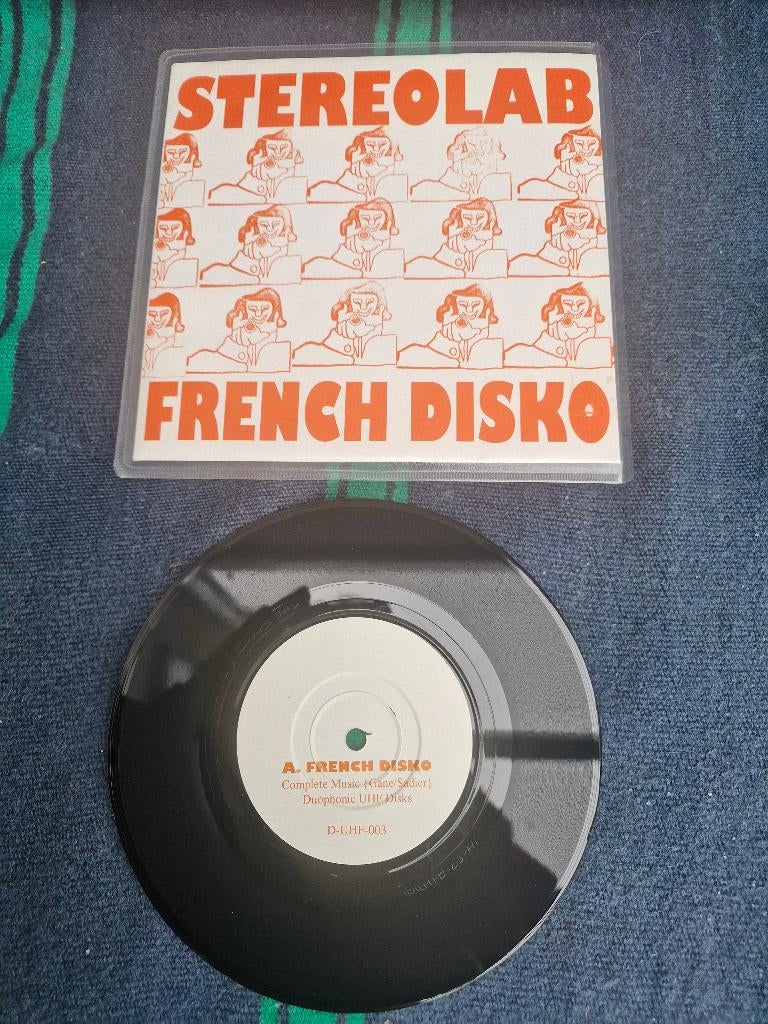 STEREOLAB
FRENCH DISKO
A. FRENCH DISKO
Complete Music {Gane/Sadier}
Duophonic UHF Disks
D-UHF-003